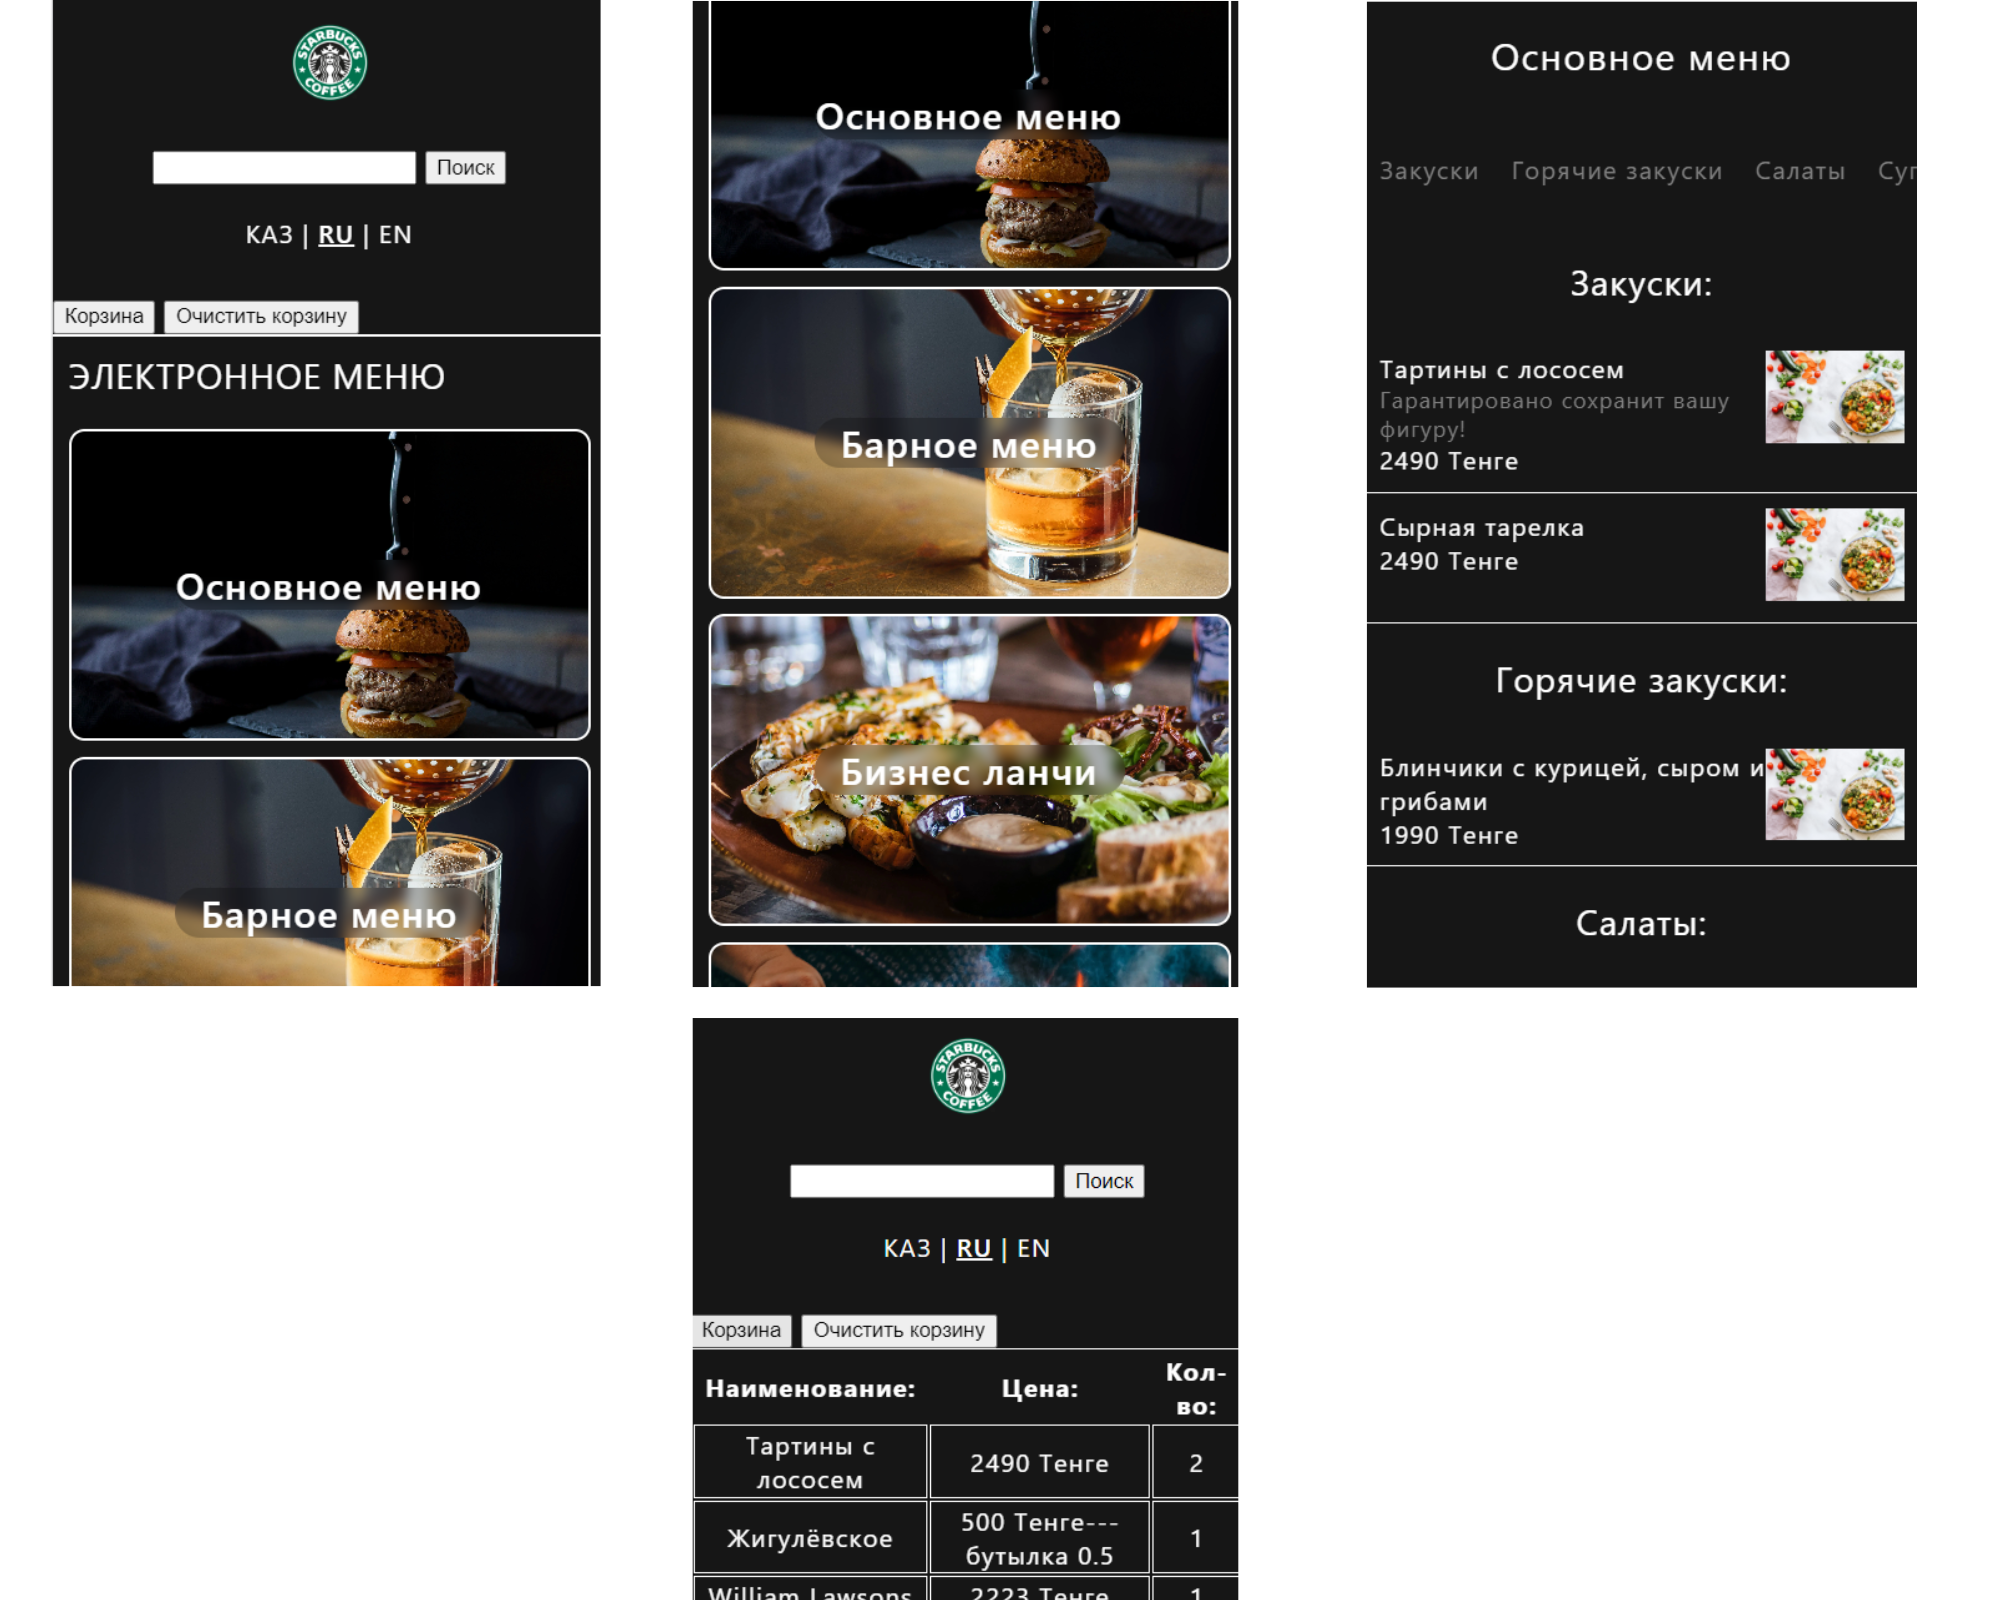 STARBUCKS
COFFEE
Поиск
КАЗ | RU | EN
Корзина Очистить корзину
ЭЛЕКТРОННОЕ МЕНЮ
Основное меню
Барное меню
Основное меню
Барное меню
Бизнес ланчи
Основное меню
Закуски Горячие закуски Салаты Суп
Закуски:
Тартины с лососем
Гарантировано сохранит вашу
фигуру!
2490 Тенге
Сырная тарелка
2490 Тенге
Горячие закуски:
Блинчики с курицей, сыром и
грибами
1990 Тенге
Салаты:
STARBUCKS
COFFEE
Поиск
КАЗ | RU | EN
Корзина Очистить корзину
Наименование: Цена: Кол-
во:
Тартины с
лососем
2490 Тенге
2
Жигулёвское
500 Тенге---
бутылка 0.5
1
William Lawsons 2223 Тенге 1